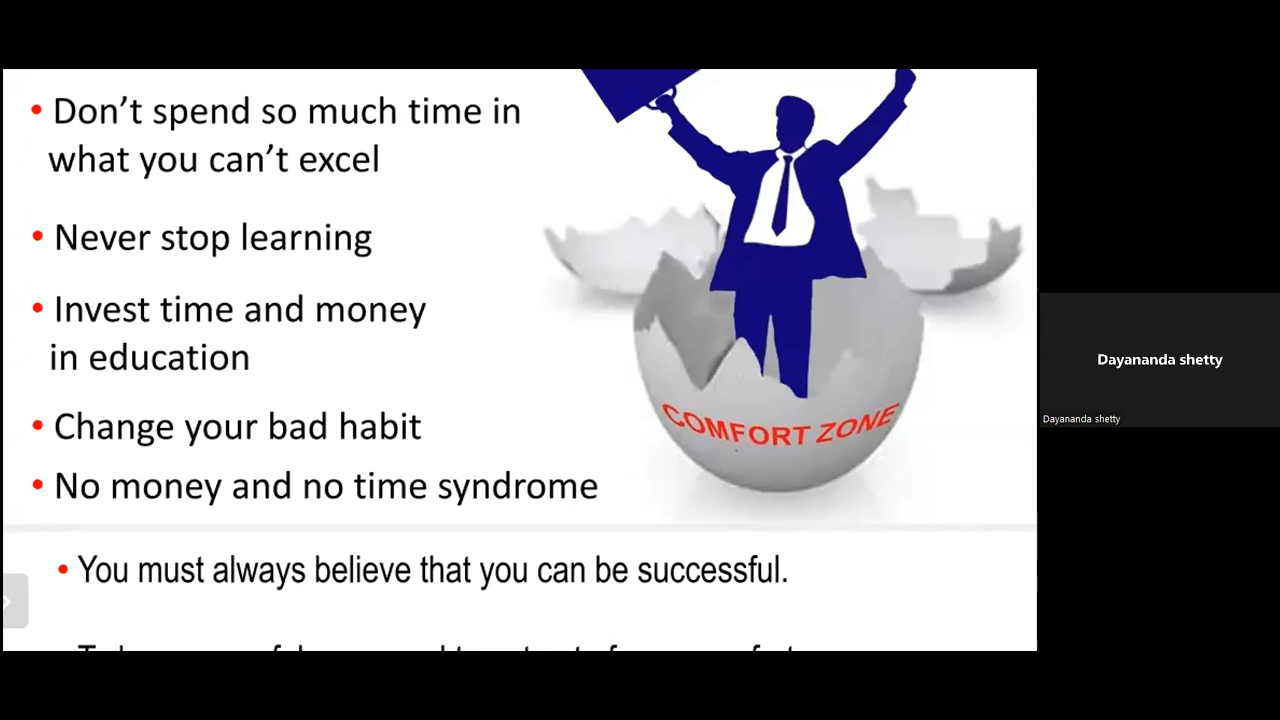 • Don’t spend so much time in
what you can’t excel
• Never stop learning
• Invest time and money
in education
• Change your bad habit
• No money and no time syndrome
COMFORT ZONE
• You must always believe that you can be successful.
Dayananda shetty
Dayananda shetty